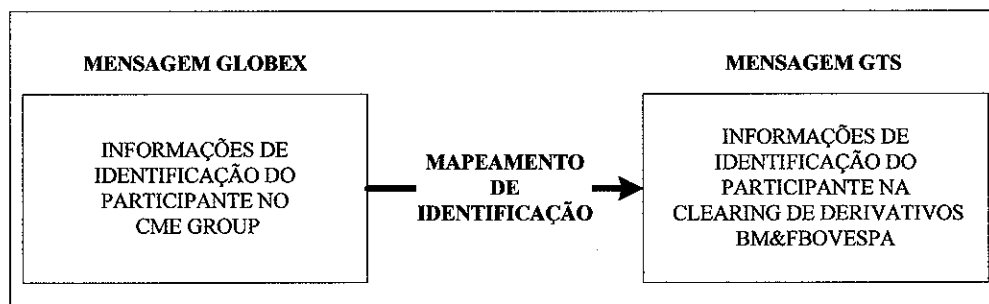 MENSAGEM GLOBEX
INFORMAÇÕES DE
IDENTIFICAÇÃO DO
PARTICIPANTE NO
CME GROUP
MAPEAMENTO
DE
IDENTIFICAÇÃO
MENSAGEM GTS
INFORMAÇÕES DE
IDENTIFICAÇÃO DO
PARTICIPANTE NA
CLEARING DE DERIVATIVOS
BM&FBOVESPA